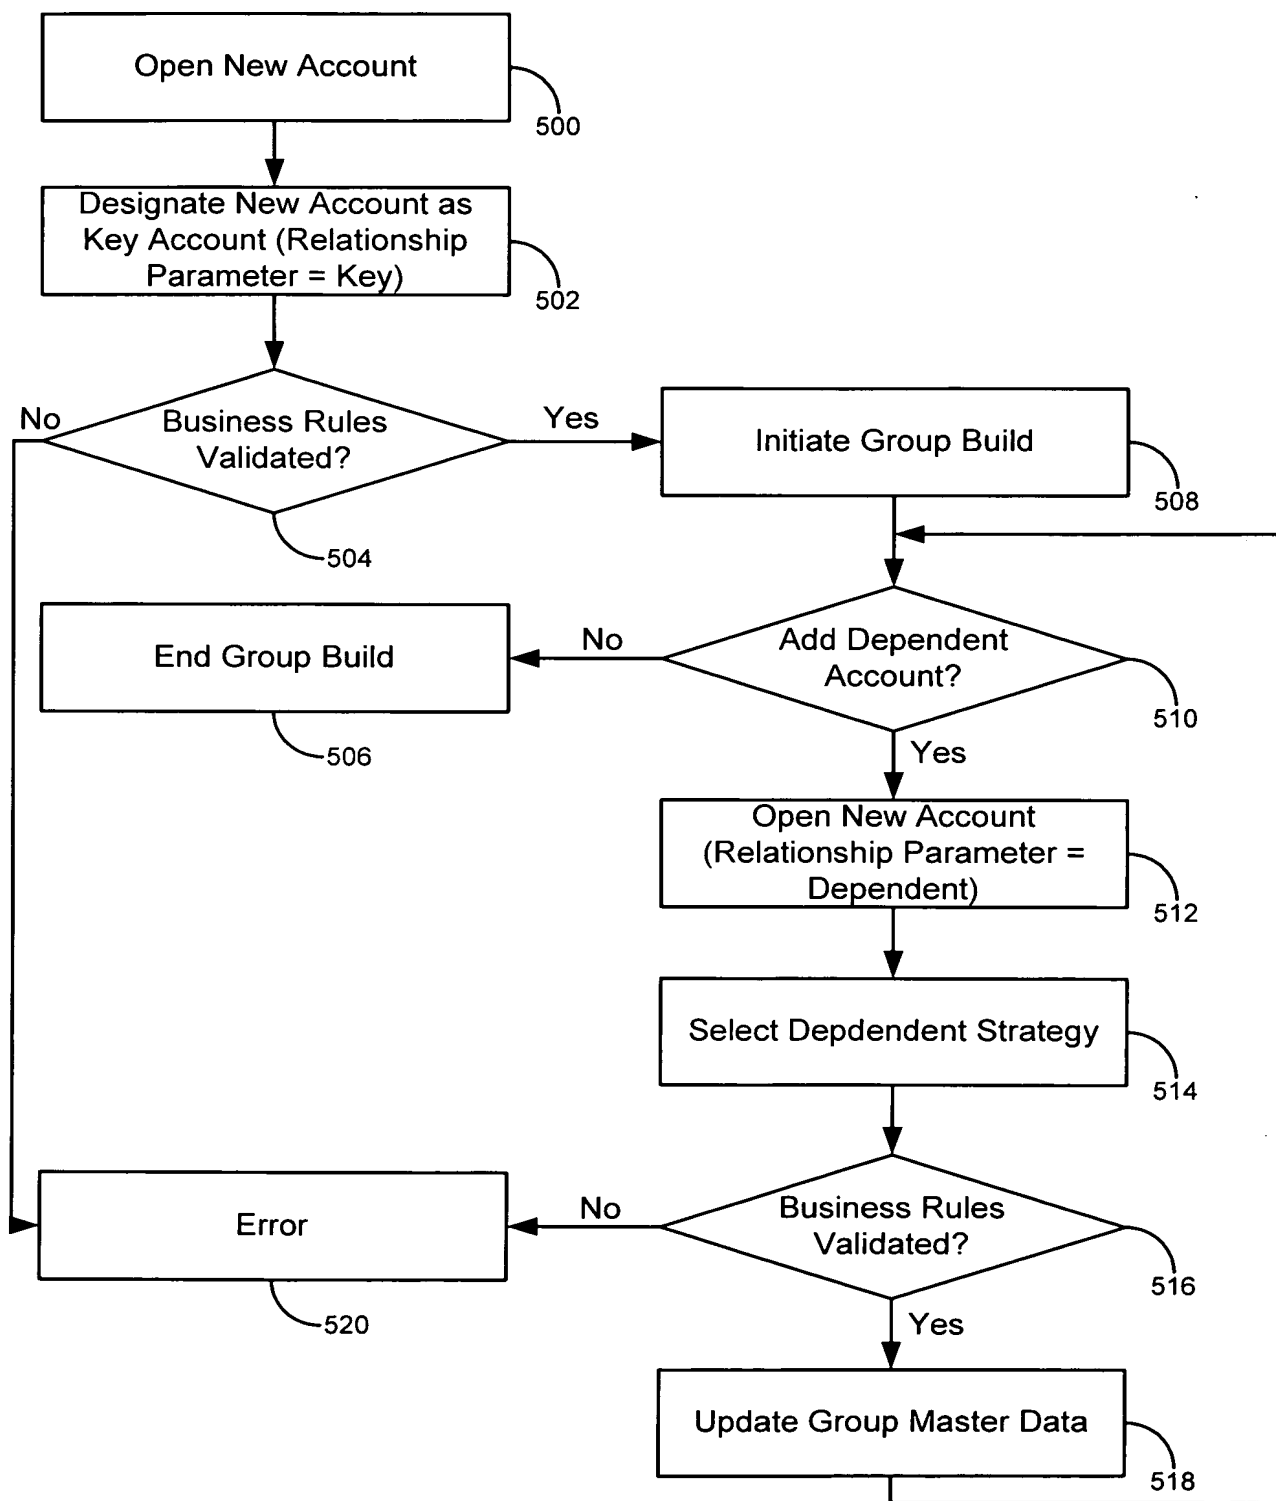 Open New Account
500
Designate New Account as
Key Account (Relationship
Parameter = Key)
502
No
Business Rules
Validated?
Yes
504
Initiate Group Build
508
End Group Build
506
No
Add Dependent
Account?
510
Yes
Open New Account
(Relationship Parameter =
Dependent)
512
Select Depdendent Strategy
514
Error
520
No
Business Rules
Validated?
516
Yes
Update Group Master Data
518